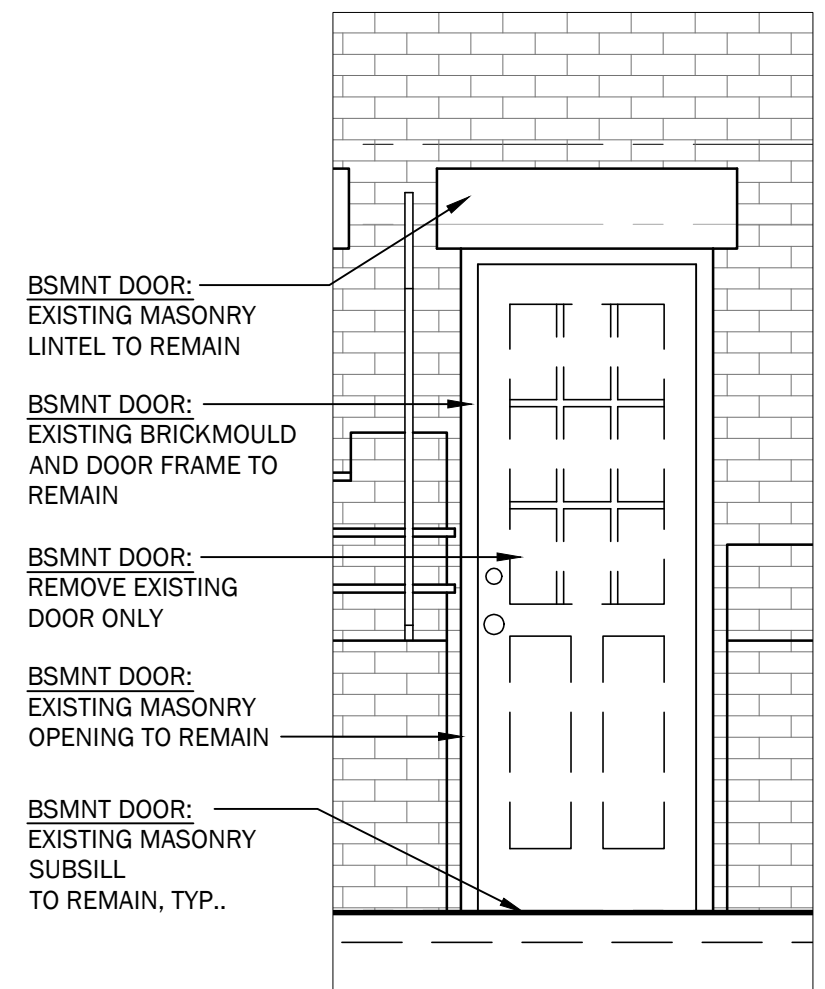 BSMNT DOOR:
EXISTING MASONRY
LINTEL TO REMAIN
BSMNT DOOR:
EXISTING BRICKMOULD
AND DOOR FRAME TO
REMAIN
BSMNT DOOR:
REMOVE EXISTING
DOOR ONLY
BSMNT DOOR:
EXISTING MASONRY
OPENING TO REMAIN
BSMNT DOOR:
EXISTING MASONRY
SUBSILL
TO REMAIN, TYP..